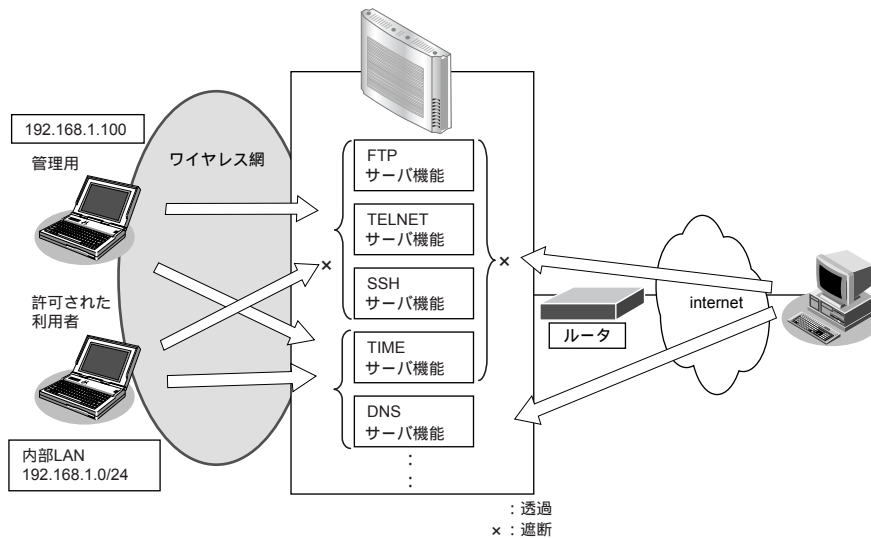 192.168.1.100
管理用
ワイヤレス網
FTP
サーバ機能
TELNET
サーバ機能
×
×
SSH
サーバ機能
許可された
利用者
internet
ルータ
TIME
サーバ機能
DNS
サーバ機能
内部LAN
192.168.1.0/24
:
:
:透過
×:遮断